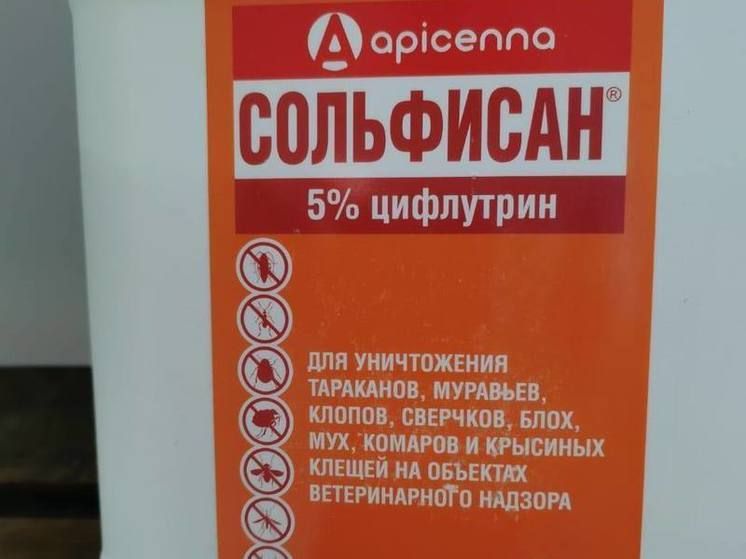 apicenna
СОЛЬФИСАН®
5% цифлутрин
ДЛЯ УНИЧТОЖЕНИЯ
ТАРАКАНОВ, МУРАВЬЕВ,
КЛОПОВ, СВЕРЧКОВ, БЛОХ,
МУХ, КОМАРОВ И КРЫСИНЫХ
КЛЕЩЕЙ НА ОБЪЕКТАХ
ВЕТЕРИНАРНОГО НАДЗОРА